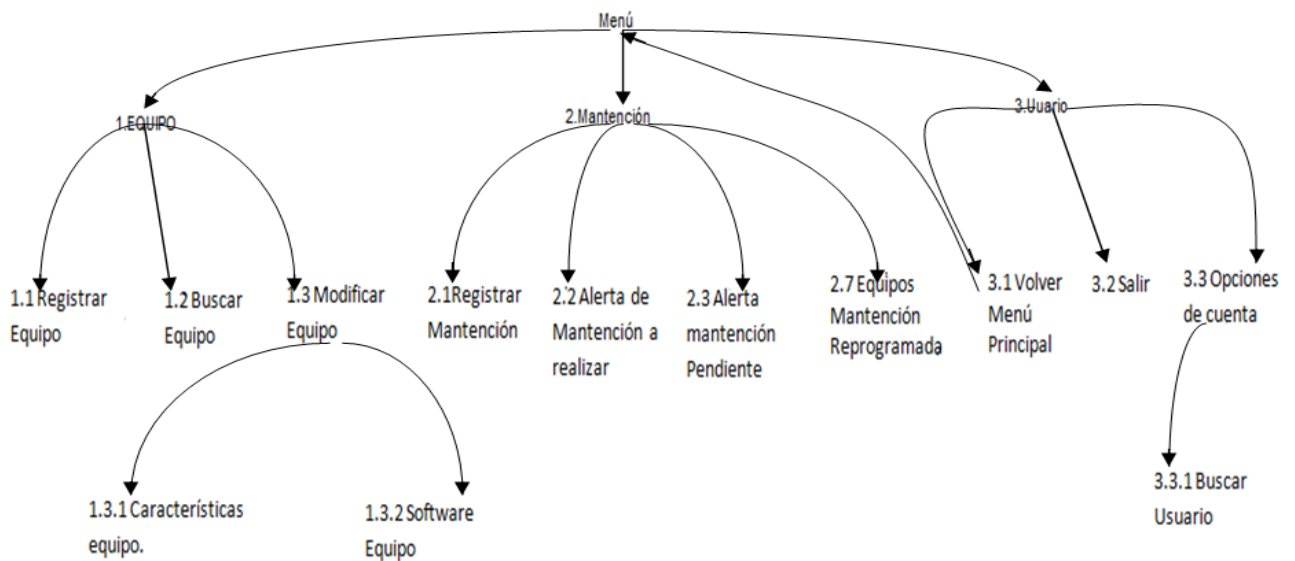 Menú
1.EQUIPO
2.Mantención
3.Uuario
1.1 Registrar
Equipo
1.2 Buscar
Equipo
1.3 Modificar
Equipo
2.1Registrar
Mantención
2.2 Alerta de
Mantención a
realizar
2.3 Alerta
mantención
Pendiente
2.7 Equipos
Mantención
Reprogramada
3.1 Volver
Menú
Principal
3.2 Salir
3.3 Opciones
de cuenta
1.3.1 Características
equipo.
1.3.2 Software
Equipo
3.3.1 Buscar
Usuario